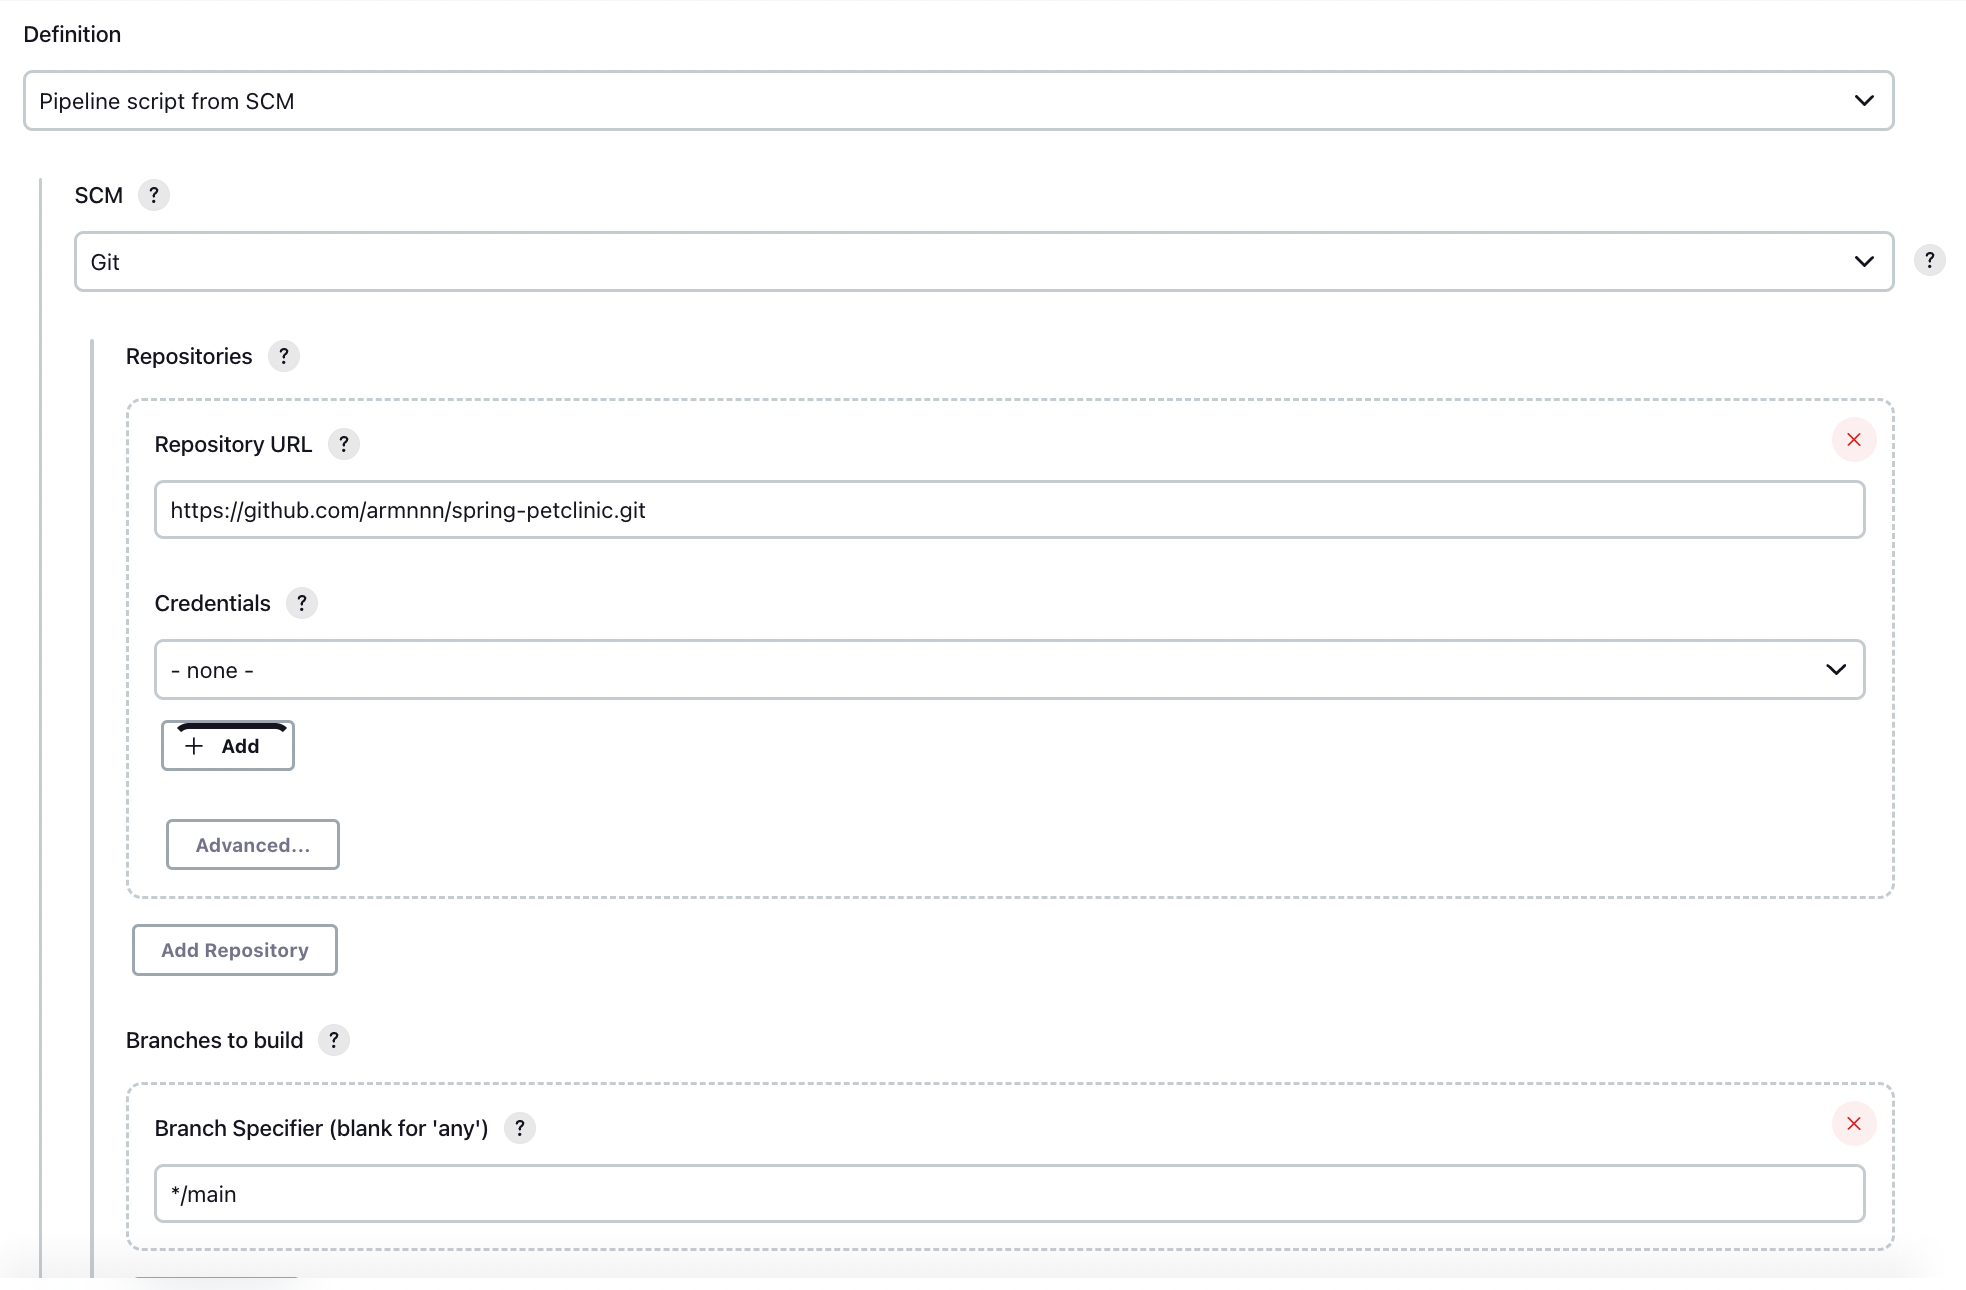 Definition
Pipeline script from SCM
SCM ?
Git
?
Repositories ?
Repository URL ?
https://github.com/armnnn/spring-petclinic.git
Credentials ?
- none -
Add
Advanced...
Add Repository
Branches to build ?
Branch Specifier (blank for 'any') ?
*/main